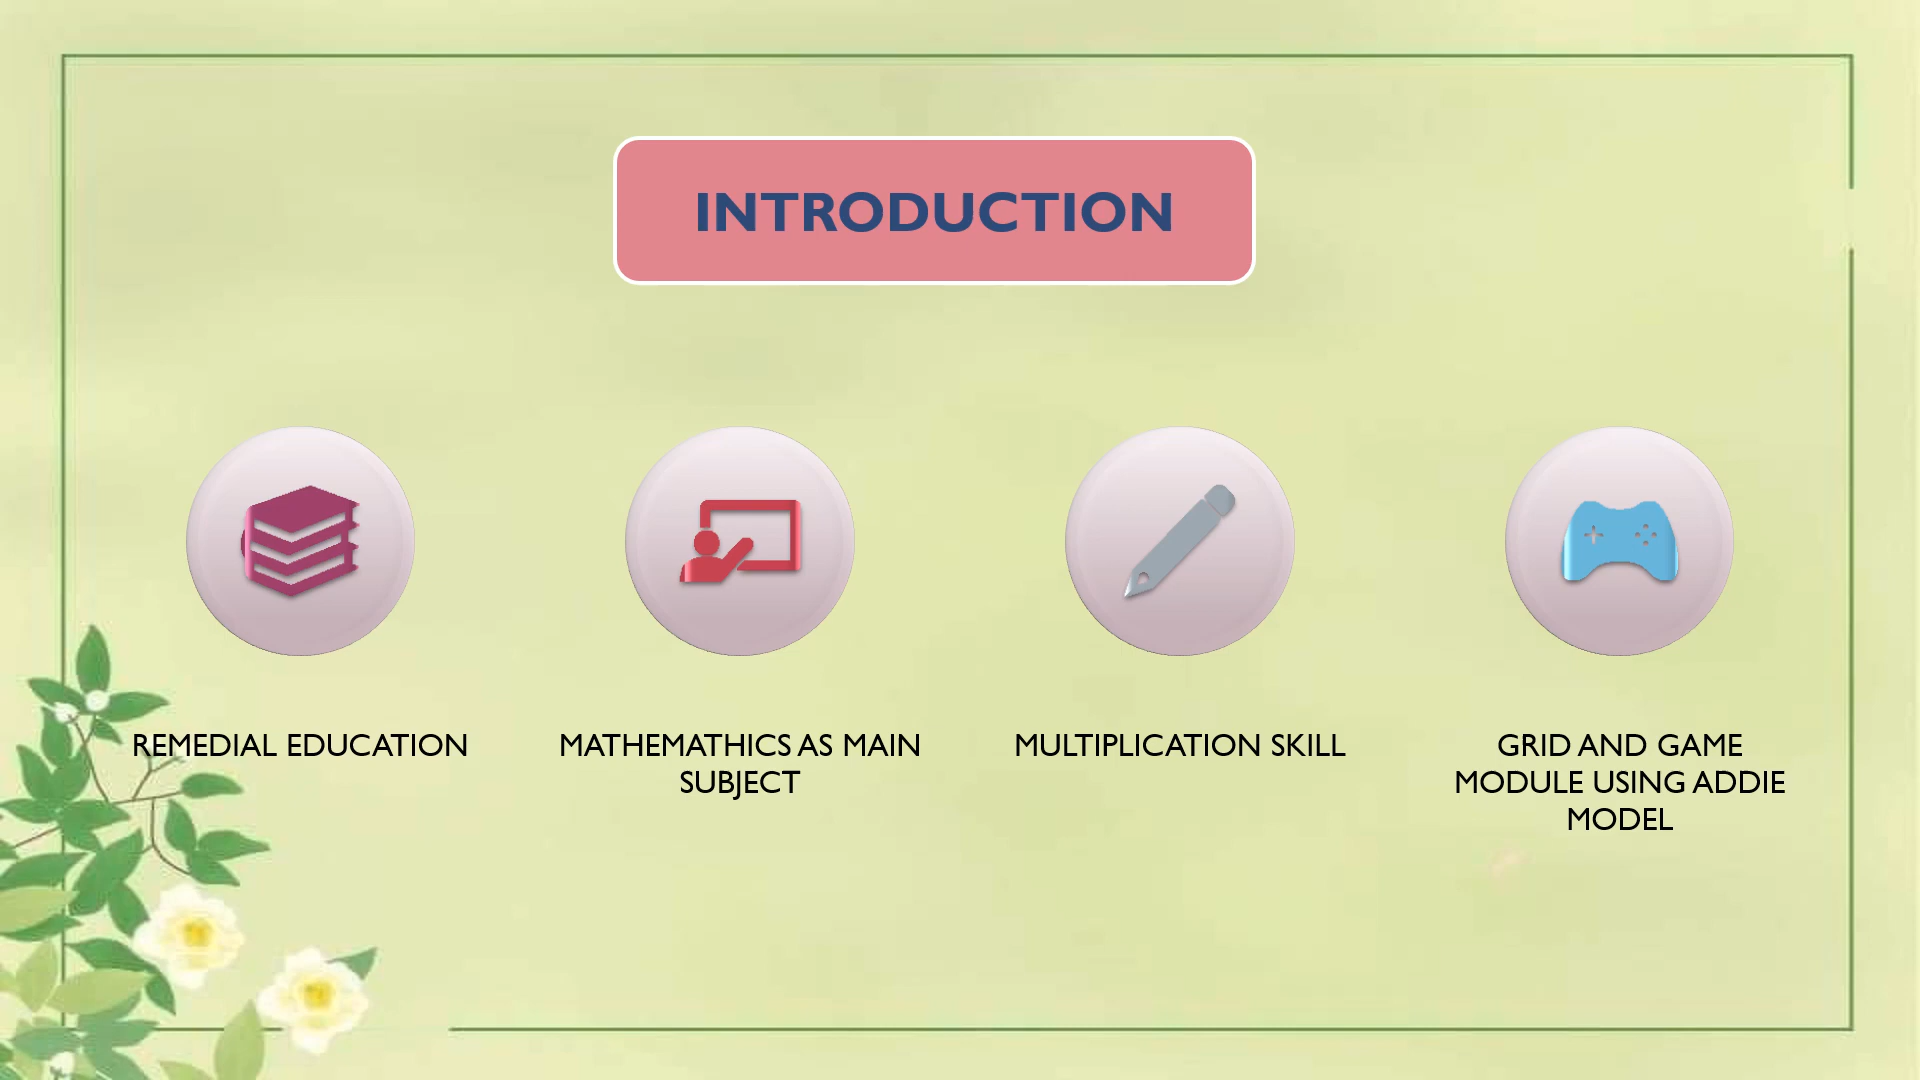 INTRODUCTION
REMEDIAL EDUCATION
MATHEMATHICS AS MAIN
SUBJECT
MULTIPLICATION SKILL
GRID AND GAME
MODULE USING ADDIE
MODEL